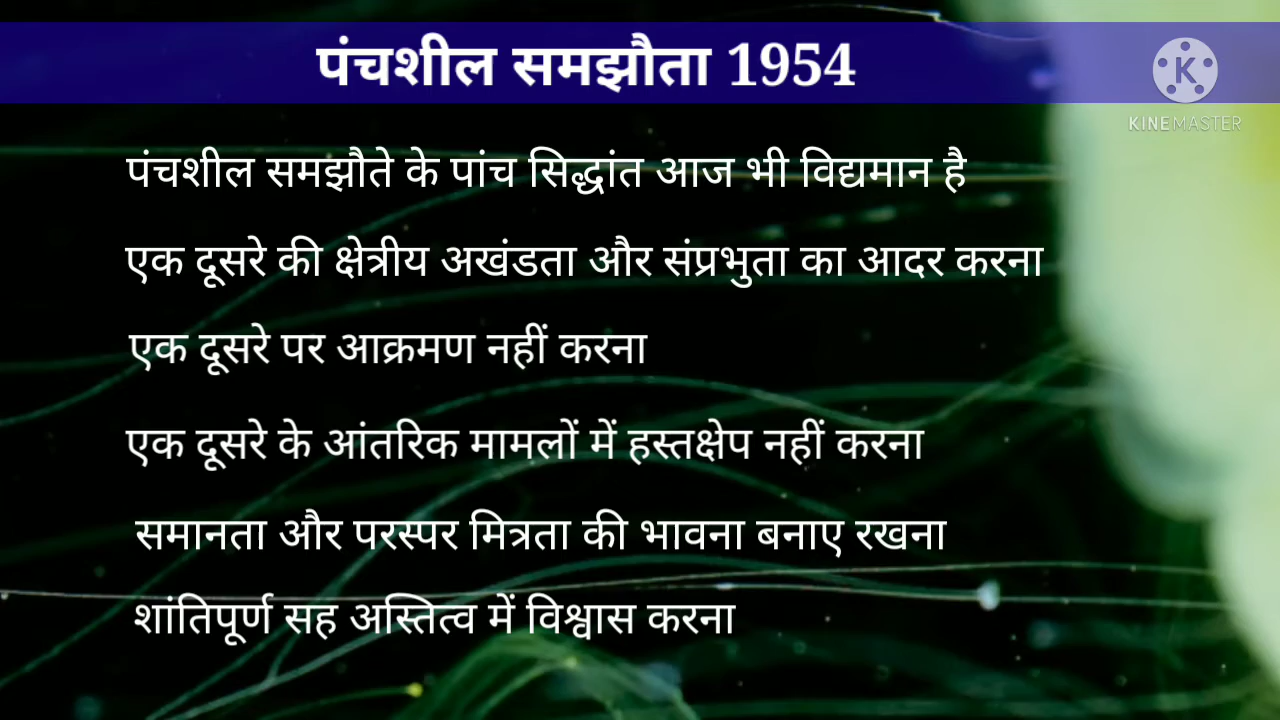 पंचशील समझौता 1954
K
KINEMASTER
पंचशील समझौते के पांच सिद्धांत आज भी विद्यमान है
एक दूसरे की क्षेत्रीय अखंडता और संप्रभुता का आदर करना
एक दूसरे पर आक्रमण नहीं करना
एक दूसरे के आंतरिक मामलों में हस्तक्षेप नहीं करना
समानता और परस्पर मित्रता की भावना बनाए रखना
शांतिपूर्ण सह अस्तित्व में विश्वास करना